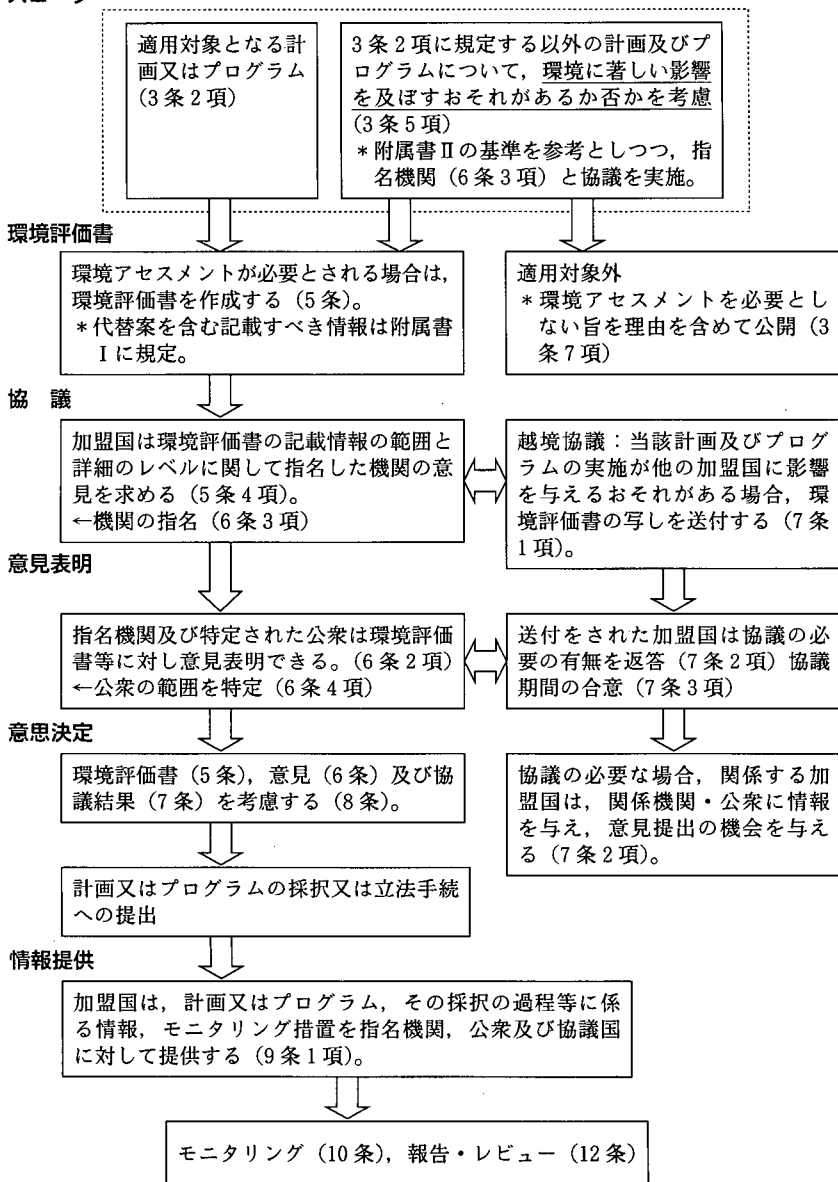 適用対象となる計
画又はプログラム
(3条2項)
3条2項に規定する以外の計画及びプ
ログラムについて，環境に著しい影響
を及ぼすおそれがあるか否かを考慮
(3条5項)
＊附属書Ⅱの基準を参考としつつ，指
名機関（6条3項）と協議を実施。
環境評価書
環境アセスメントが必要とされる場合は，
環境評価書を作成する（5条）。
＊代替案を含む記載すべき情報は附属書
Ⅰに規定。
適用対象外
＊環境アセスメントを必要とし
ない旨を理由を含めて公開（3
条7項）
協　議
加盟国は環境評価書の記載情報の範囲と
詳細のレベルに関して指名した機関の意
見を求める（5条4項）。
←機関の指名（6条3項）
越境協議：当該計画及びプログ
ラムの実施が他の加盟国に影響
を与えるおそれがある場合，環
境評価書の写しを送付する（7条
1項）。
意見表明
指名機関及び特定された公衆は環境評価
書等に対し意見表明できる。（6条2項）
←公衆の範囲を特定（6条4項）
送付をされた加盟国は協議の必
要の有無を返答（7条2項）協議
期間の合意（7条3項）
意思決定
環境評価書（5条），意見（6条）及び協
議結果（7条）を考慮する（8条）。
協議の必要な場合，関係する加
盟国は，関係機関・公衆に情報
を与え，意見提出の機会を与え
る（7条2項）。
計画又はプログラムの採択又は立法手続
への提出
情報提供
加盟国は，計画又はプログラム，その採択の過程等に係
る情報，モニタリング措置を指名機関，公衆及び協議国
に対して提供する（9条1項）。
モニタリング（10条），報告・レビュー（12条）